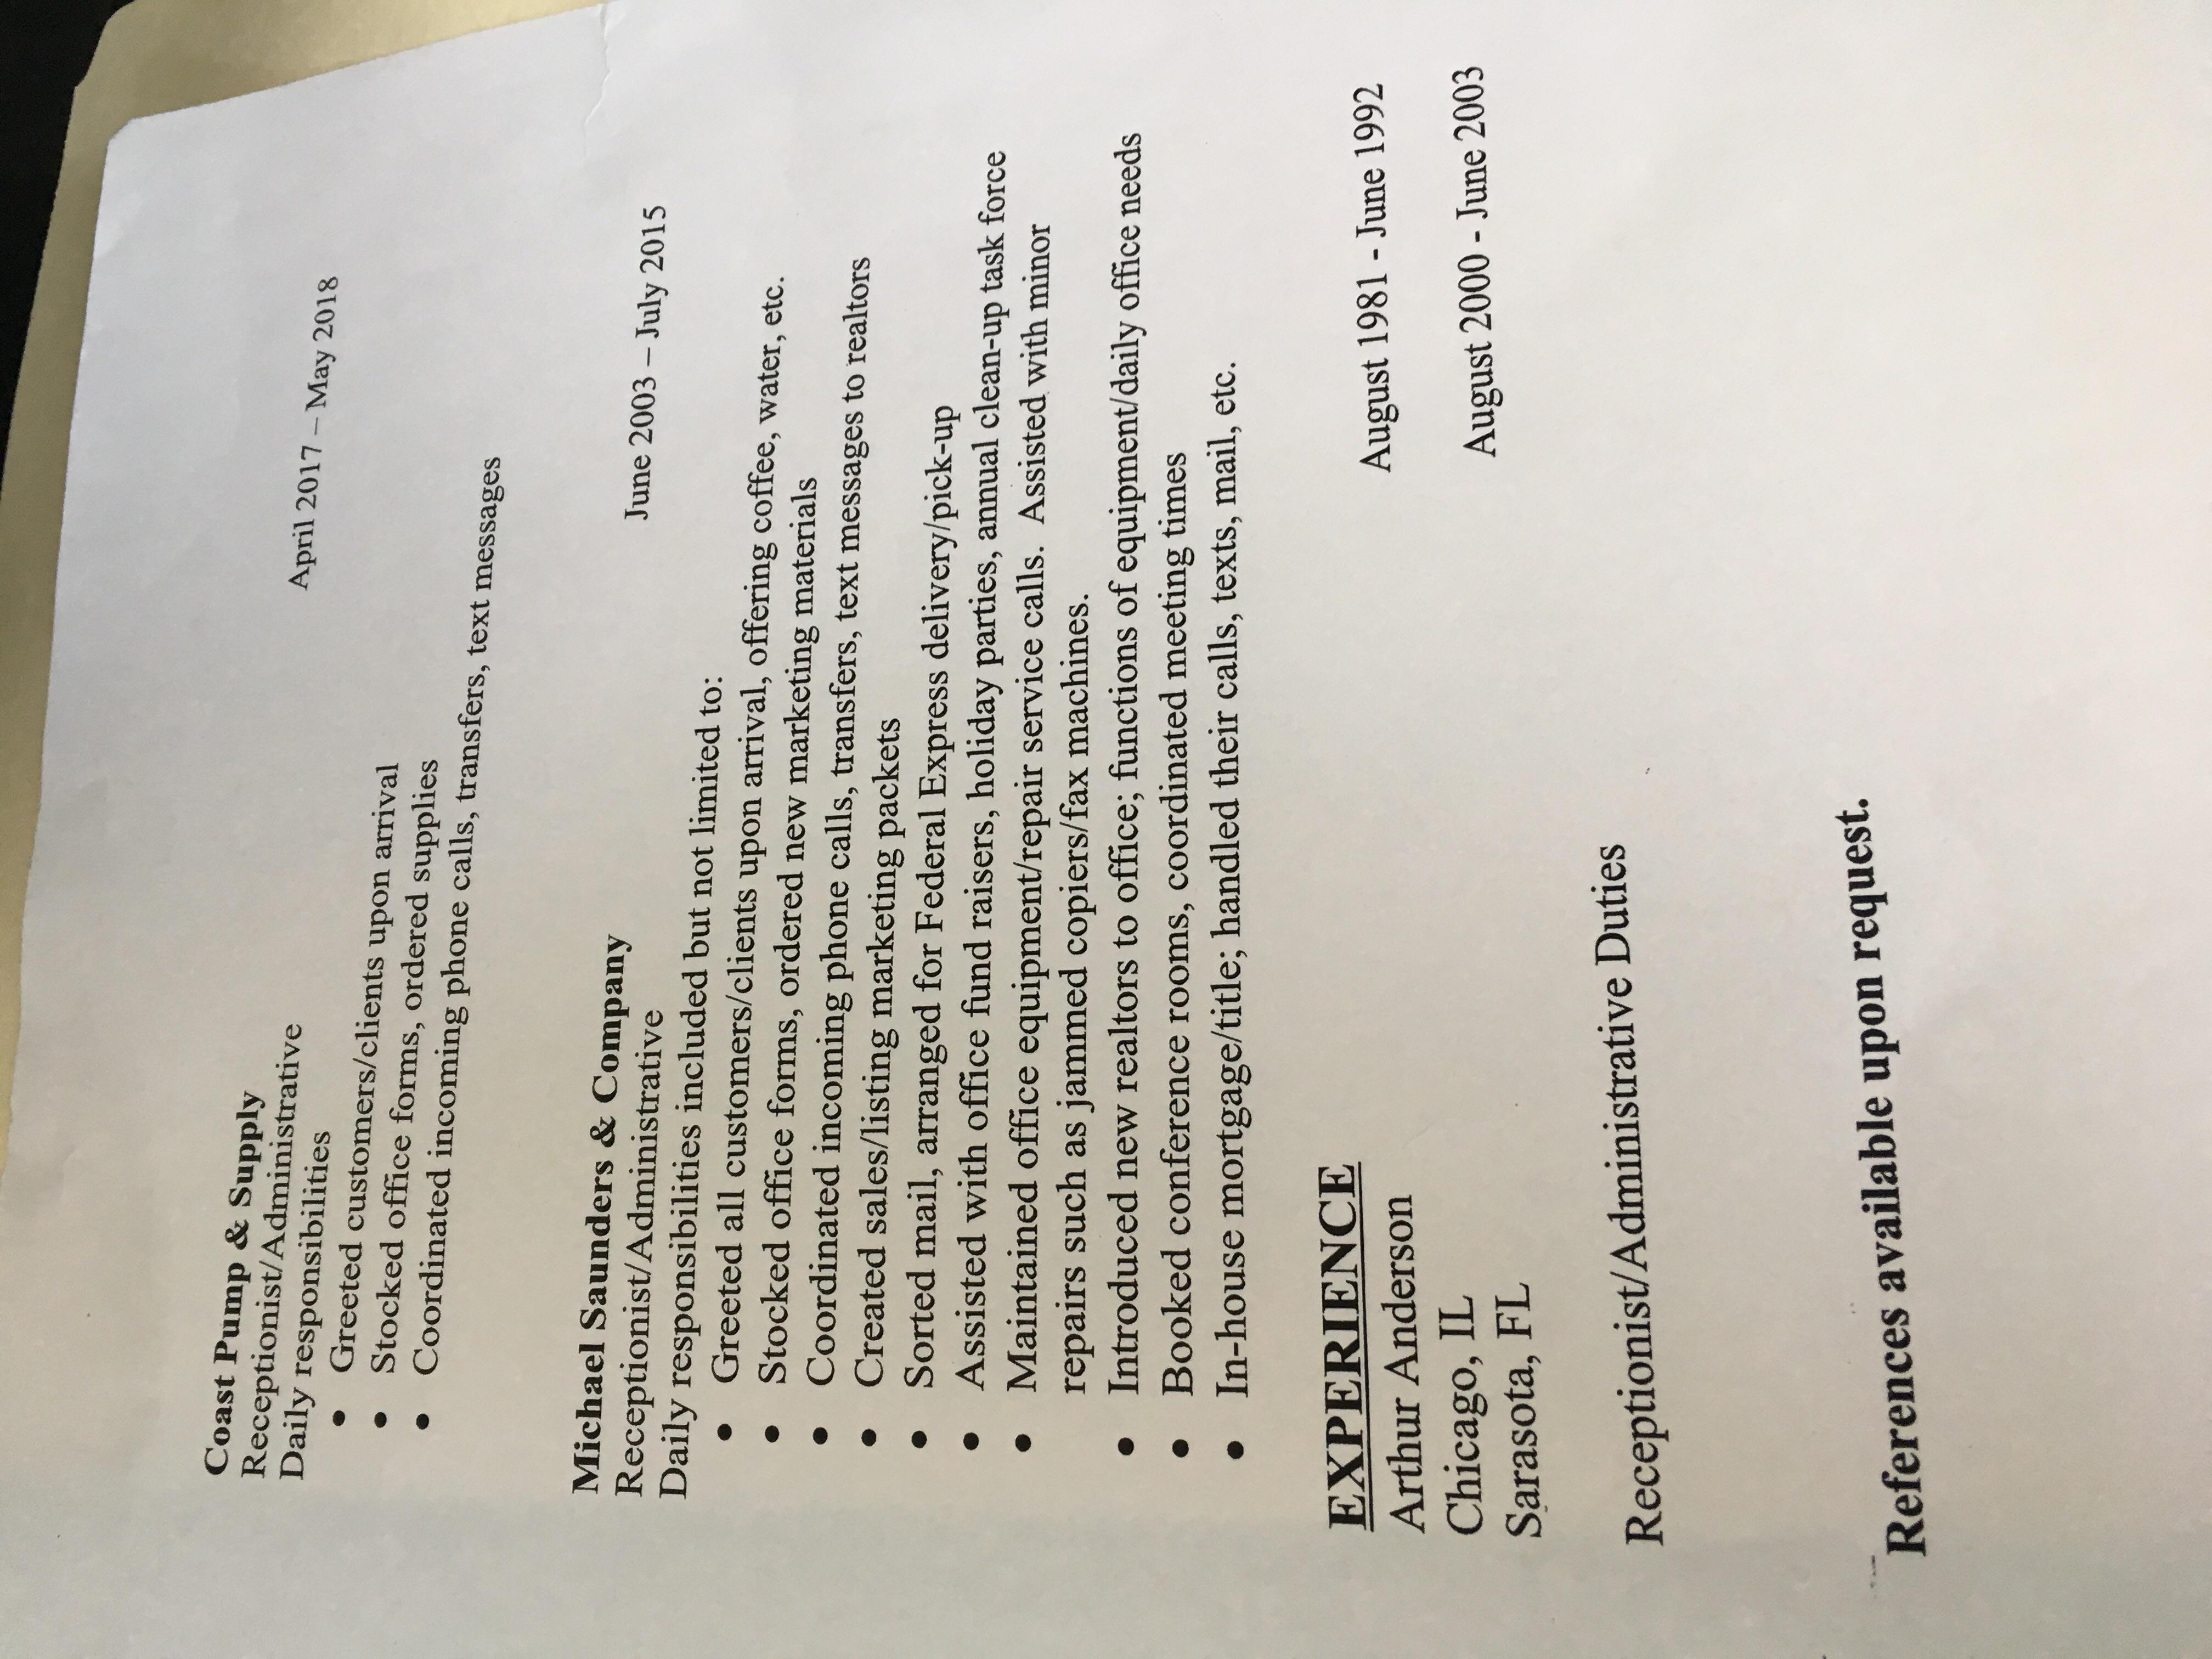 Coast Pump & Supply
Receptionist/Administrative April 2017 – May 2018
Daily responsibilities
• Greeted customers/clients upon arrival
• Stocked office forms, ordered supplies
• Coordinated incoming phone calls, transfers, text messages
Michael Saunders & Company
Receptionist/Administrative June 2003 – July 2015
Daily responsibilities included but not limited to:
• Greeted all customers/clients upon arrival, offering coffee, water, etc.
• Stocked office forms, ordered new marketing materials
• Coordinated incoming phone calls, transfers, text messages to realtors
• Created sales/listing marketing packets
• Sorted mail, arranged for Federal Express delivery/pick-up
• Assisted with office fund raisers, holiday parties, annual clean-up task force
• Maintained office equipment/repair service calls. Assisted with minor
repairs such as jammed copiers/fax machines.
• Introduced new realtors to office; functions of equipment/daily office needs
• Booked conference rooms, coordinated meeting times
• In-house mortgage/title; handled their calls, texts, mail, etc.
EXPERIENCE
Arthur Anderson
Chicago, IL August 1981 - June 1992
Sarasota, FL August 2000 - June 2003
Receptionist/Administrative Duties
References available upon request.